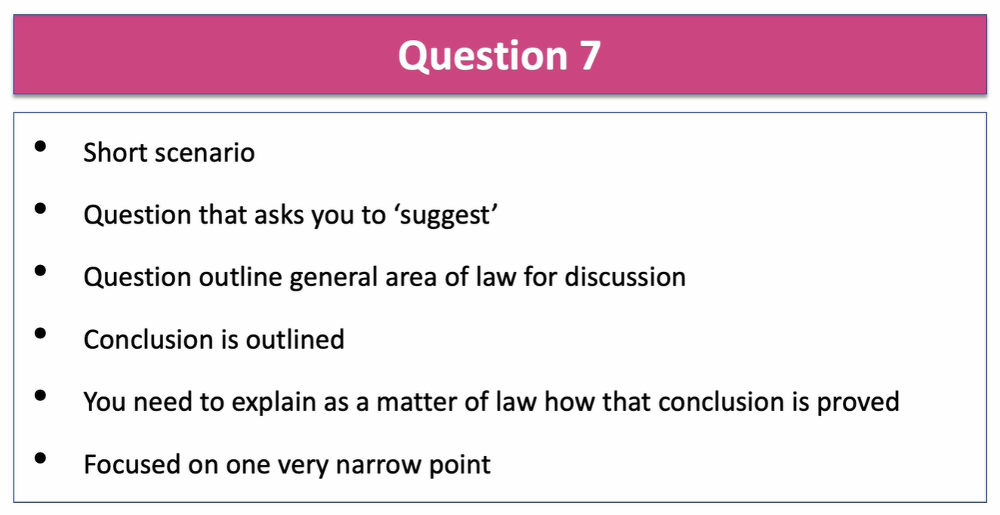 Question 7
• Short scenario
• Question that asks you to ‘suggest’
• Question outline general area of law for discussion
• Conclusion is outlined
• You need to explain as a matter of law how that conclusion is proved
• Focused on one very narrow point